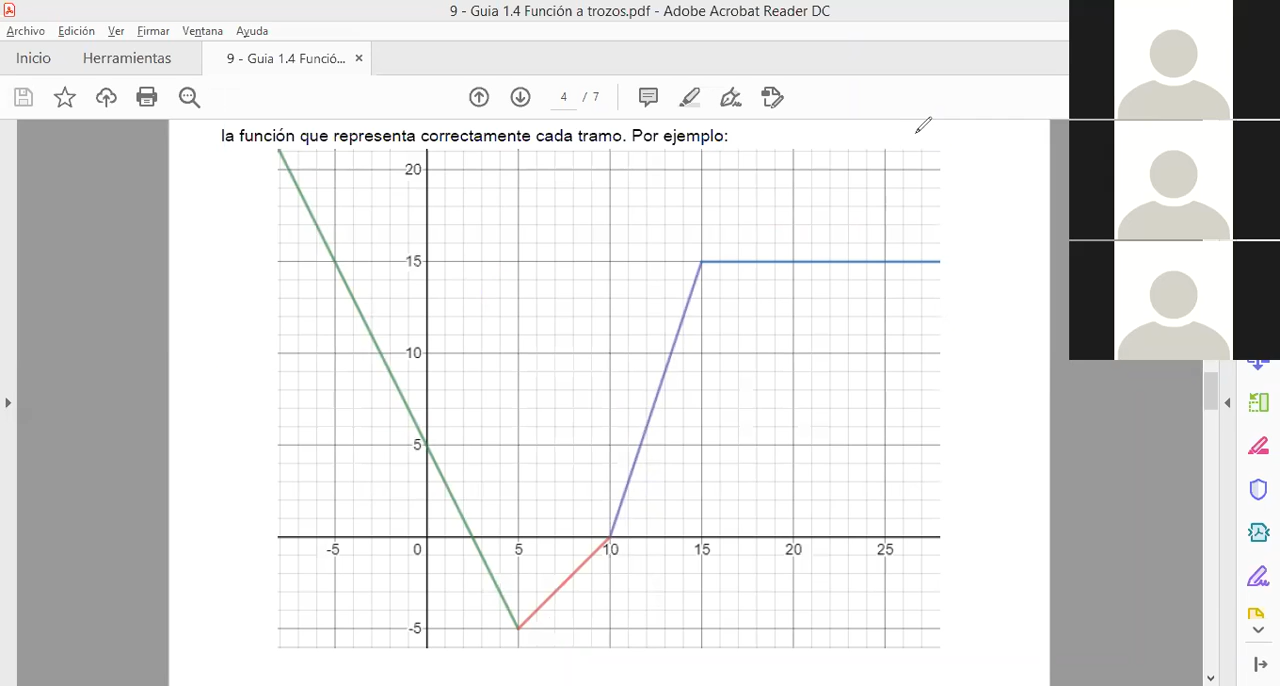 9 - Guia 1.4 Función a trozos.pdf - Adobe Acrobat Reader DC
Archivo Edición Ver Firmar Ventana Ayuda
Inicio Herramientas 9 - Guia 1.4 Funció... ×
4 / 7
la función que representa correctamente cada tramo. Por ejemplo:
20
15
10
5
-5 0 5 10 15 20 25
-5